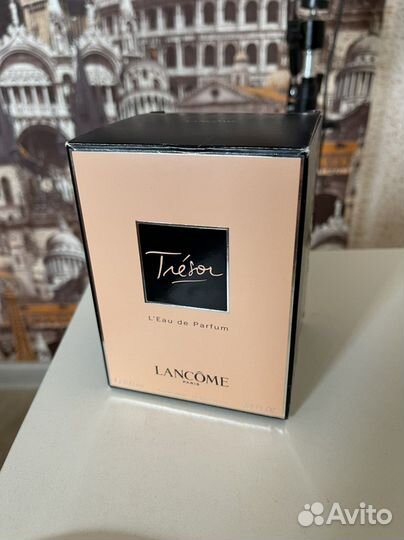 Trésor
L'Eau de Parfum
LANCÔME
PARIS
Avito